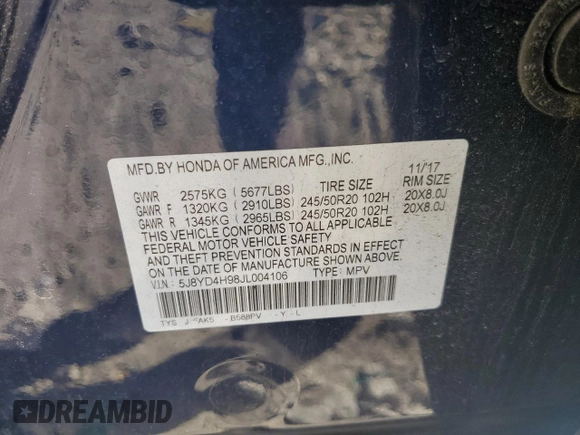 MFD.BY HONDA OF AMERICA MFG.,INC. 11/17
TIRE SIZE RIM SIZE
GVWR 2575KG (5677LBS)
GAWR F 1320KG (2910LBS) 245/50R20 102H 20X8.0J
GAWR R 1345KG (2965LBS) 245/50R20 102H 20X8.0J
THIS VEHICLE CONFORMS TO ALL APPLICABLE
FEDERAL MOTOR VEHICLE SAFETY
AND THEFT PREVENTION STANDARDS IN EFFECT
ON THE DATE OF MANUFACTURE SHOWN ABOVE.
V.I.N.: 5J8YD4H98JL004106 TYPE: MPV
B588PV -Y -L
DREAMBID